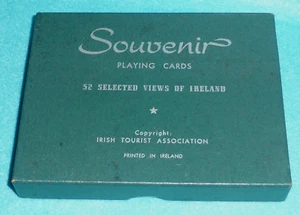 Souvenir
PLAYING CARDS
52 SELECTED VIEWS OF IRELAND
★
Copyright:
IRISH TOURIST ASSOCIATION
PRINTED IN IRELAND